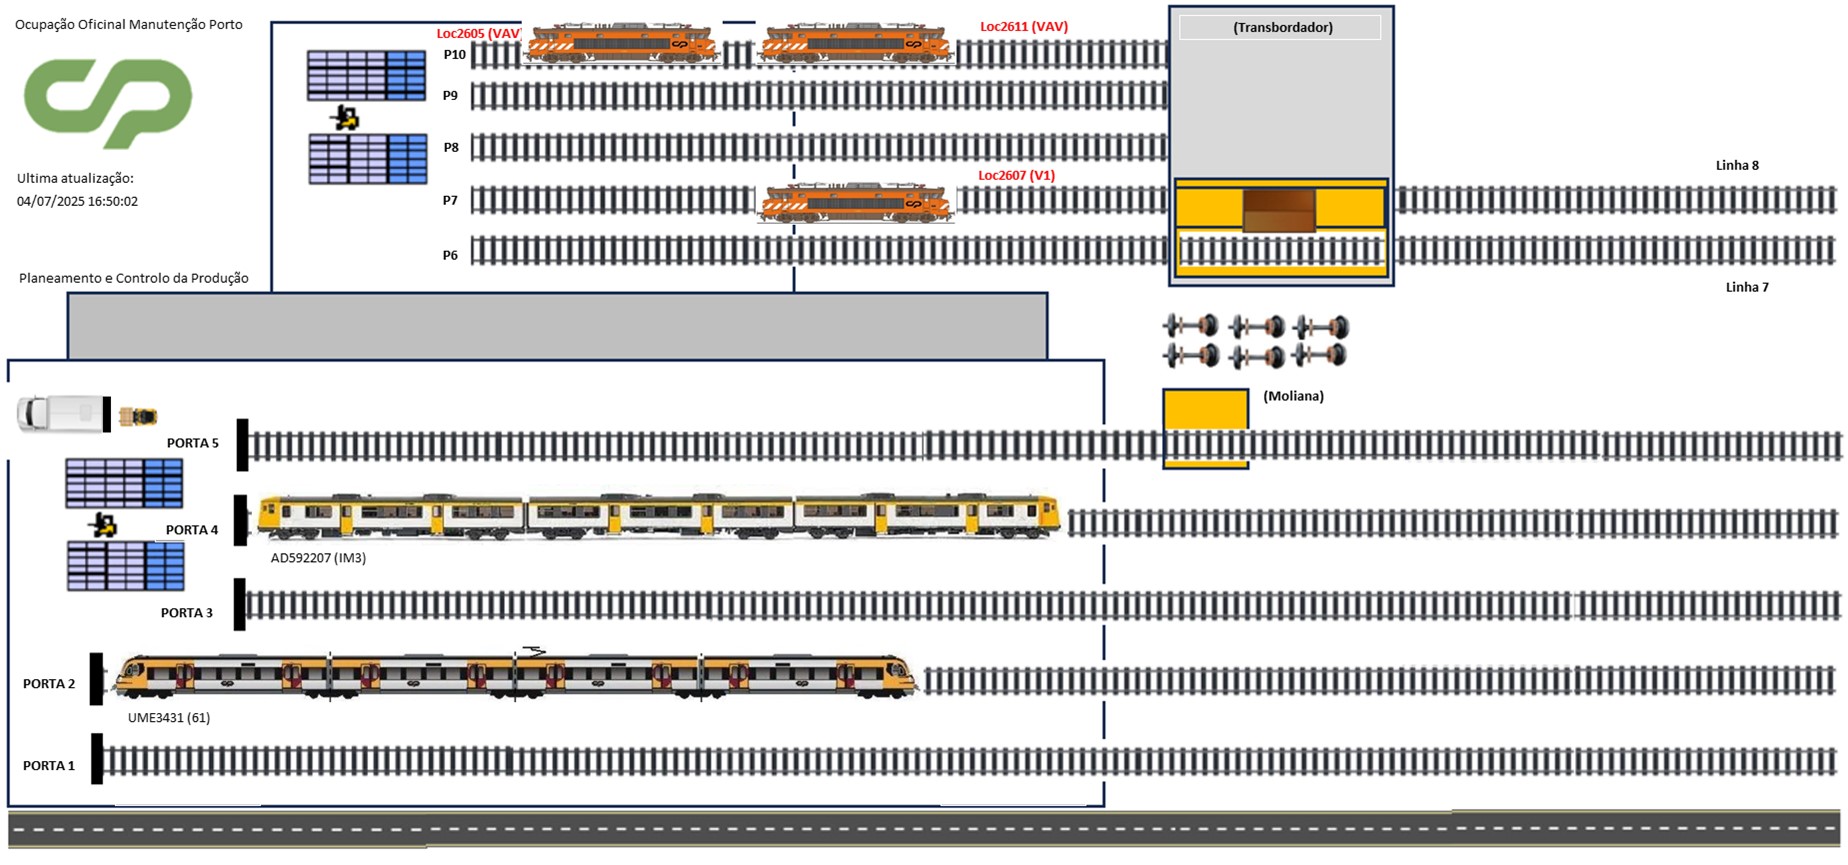 Ocupação Oficinal Manutenção Porto
Loc2605 (VAV)
Loc2611 (VAV)
(Transbordador)
P10
P9
P8
Ultima atualização:
04/07/2025 16:50:02
Loc2607 (V1)
Linha 8
P7
P6
Planeamento e Controlo da Produção
Linha 7
(Moliana)
PORTA 5
PORTA 4
AD592207 (IM3)
PORTA 3
PORTA 2
UME3431 (61)
PORTA 1